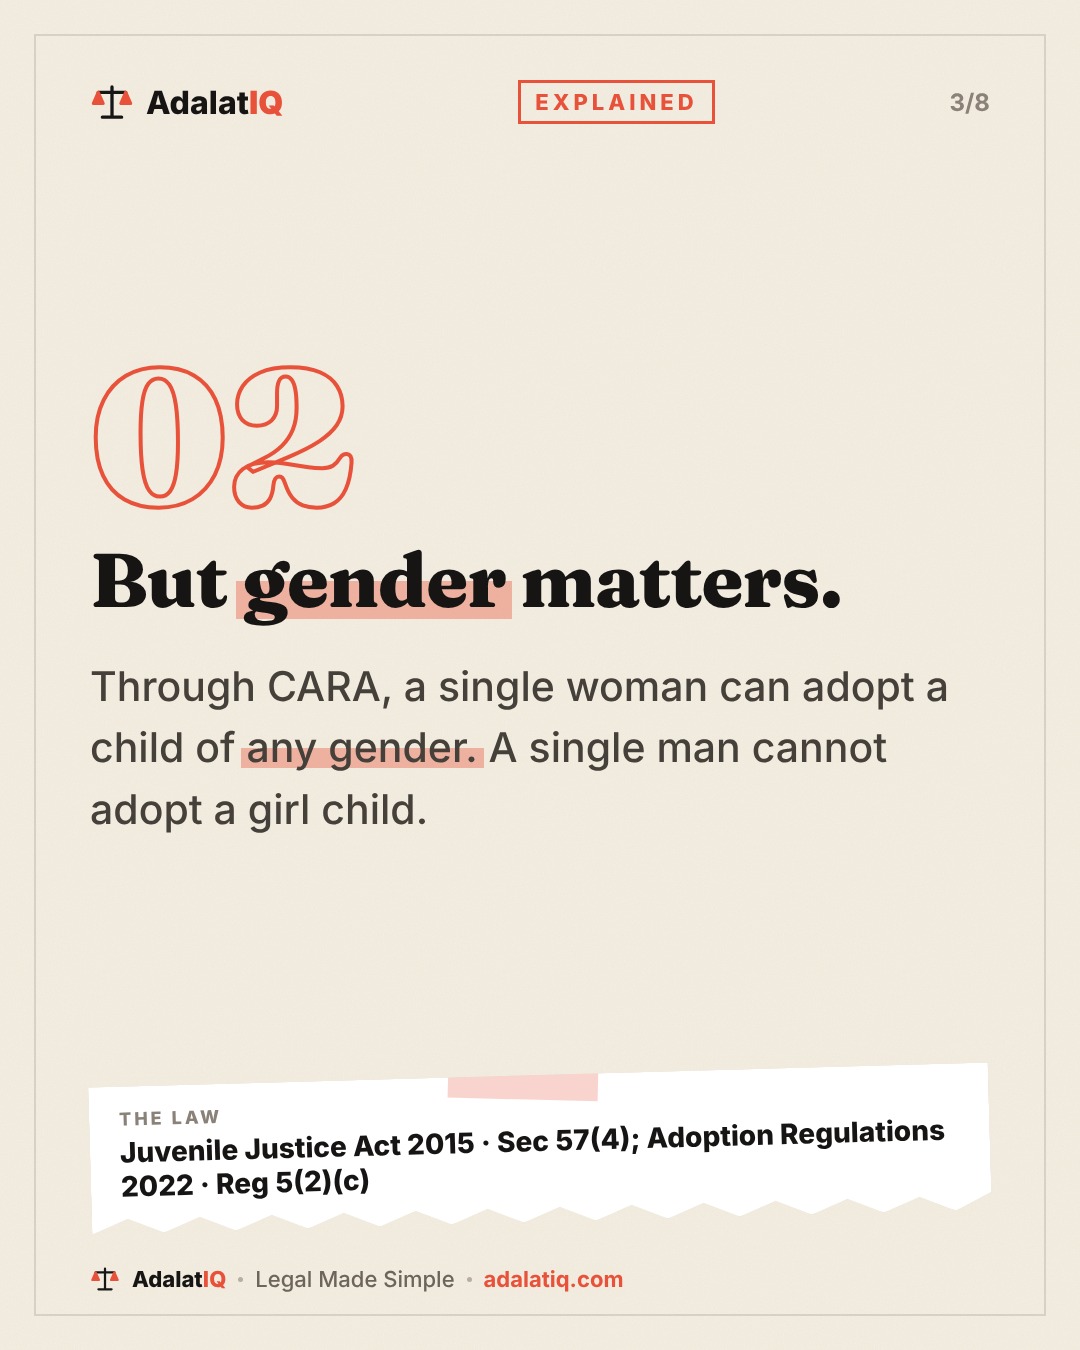 AdalatIQ
EXPLAINED
3/8
02
But gender matters.
Through CARA, a single woman can adopt a
child of any gender. A single man cannot
adopt a girl child.
THE LAW
Juvenile Justice Act 2015 · Sec 57(4); Adoption Regulations
2022 · Reg 5(2)(c)
AdalatIQ • Legal Made Simple • adalatiq.com